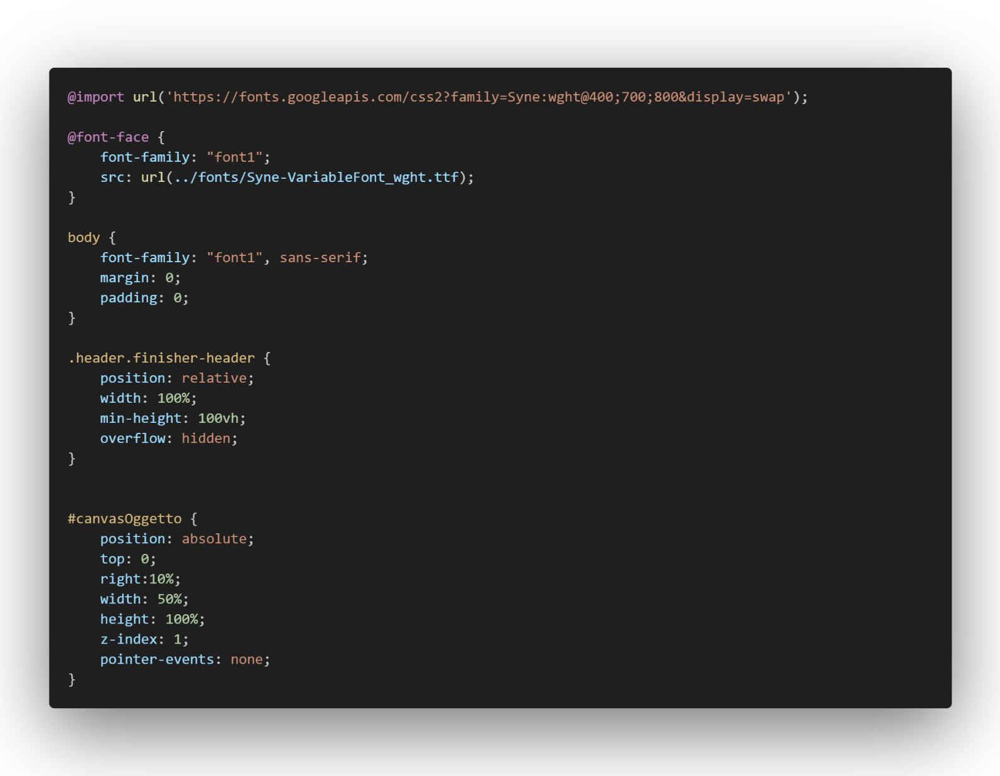 @import url('https://fonts.googleapis.com/css2?family=Syne:wght@400;700;800&display=swap');

@font-face {
    font-family: "font1";
    src: url(../fonts/Syne-VariableFont_wght.ttf);
}

body {
    font-family: "font1", sans-serif;
    margin: 0;
    padding: 0;
}

.header.finisher-header {
    position: relative;
    width: 100%;
    min-height: 100vh;
    overflow: hidden;
}


#canvasOggetto {
    position: absolute;
    top: 0;
    right:10%;
    width: 50%;
    height: 100%;
    z-index: 1;
    pointer-events: none;
}